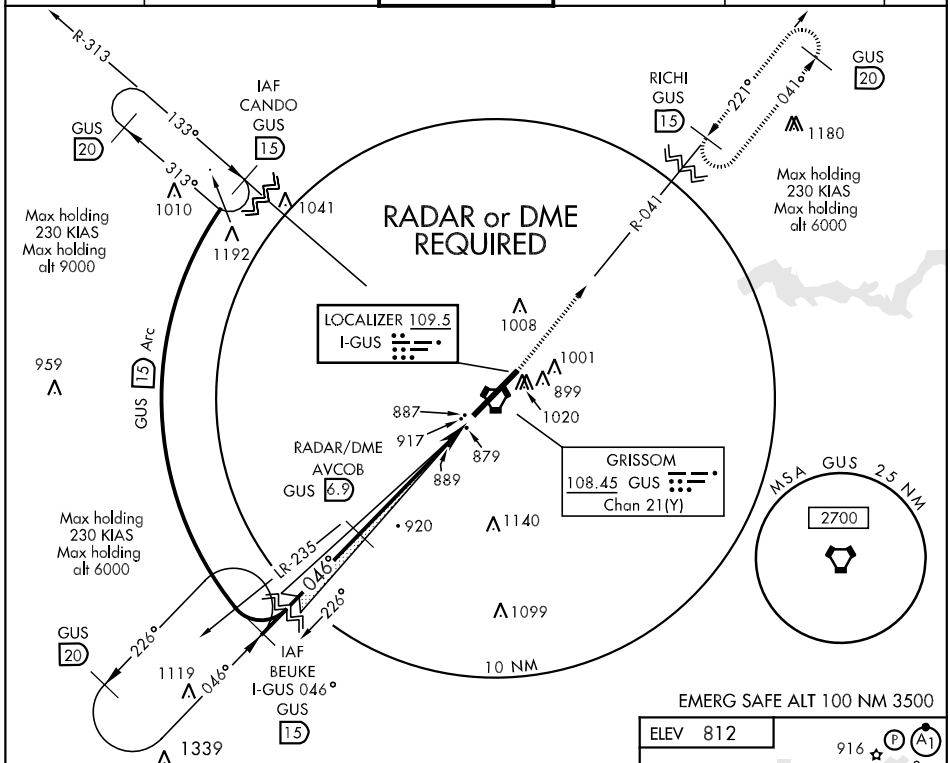 R-313
IAF
CANDO
GUS
15
GUS
20
133°
313°
1010
1192
1041
Max holding
230 KIAS
Max holding
alt 9000
RADAR or DME
REQUIRED
RICHI
GUS
15
221°
041°
GUS
20
1180
Max holding
230 KIAS
Max holding
alt 6000
R-041
LOCALIZER 109.5
I-GUS
1008
959
GUS 15 Arc
1001
899
1020
887
917
879
889
RADAR/DME
AVCOB
GUS 6.9
GRISSOM
108.45 GUS
Chan 21(Y)
920
1140
MSA GUS 25 NM
2700
Max holding
230 KIAS
Max holding
alt 6000
LR-235
046°
226°
1099
GUS
20
226°
046°
1119
IAF
BEUKE
I-GUS 046°
GUS
15
10 NM
1339
EMERG SAFE ALT 100 NM 3500
ELEV 812
916
P
A1